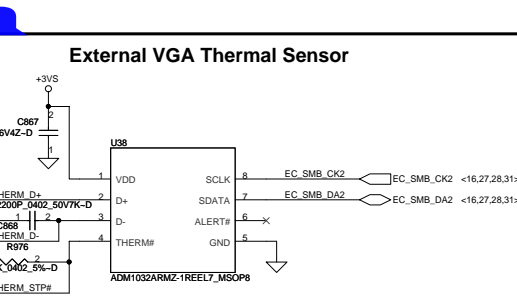 External VGA Thermal Sensor
+3VS
2
C867
6V4Z~D
1
U38
1 VDD SCLK 8 EC_SMB_CK2 EC_SMB_CK2 <16,27,28,31>
HERM_D+ 2 D+ SDATA 7 EC_SMB_DA2 EC_SMB_DA2 <16,27,28,31>
2200P_0402_50V7K~D
1 2 3 D- ALERT# 6
C868
HERM_D-
4 THERM# GND 5
R976
2
K_0402_5%~D
ADM1032ARMZ-1REEL7_MSOP8
HERM_STP#